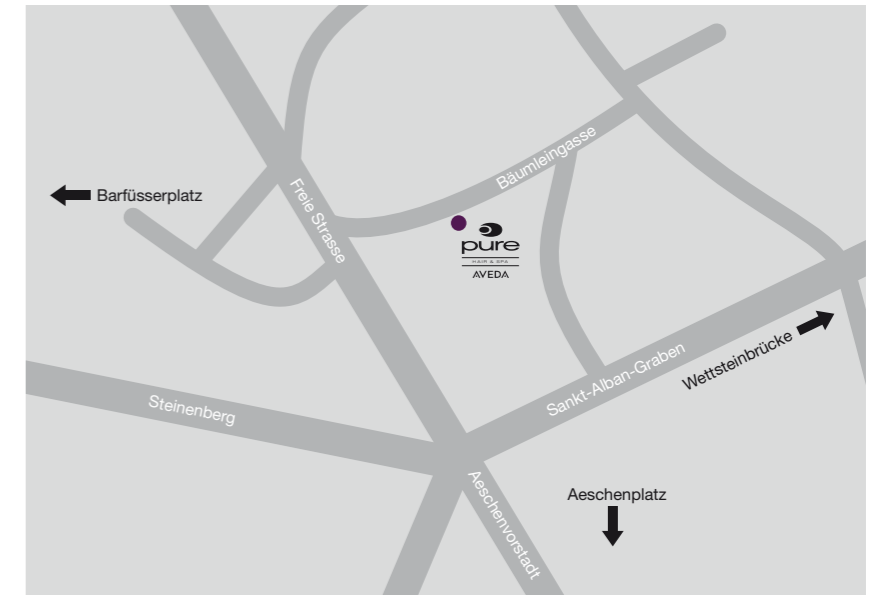 Bäumleingasse
Barfüsserplatz
Freie Strasse
pure
HAIR & SPA
AVEDA
Wettsteinbrücke
Sankt-Alban-Graben
Steinenberg
Aeschenvorstadt
Aeschenplatz